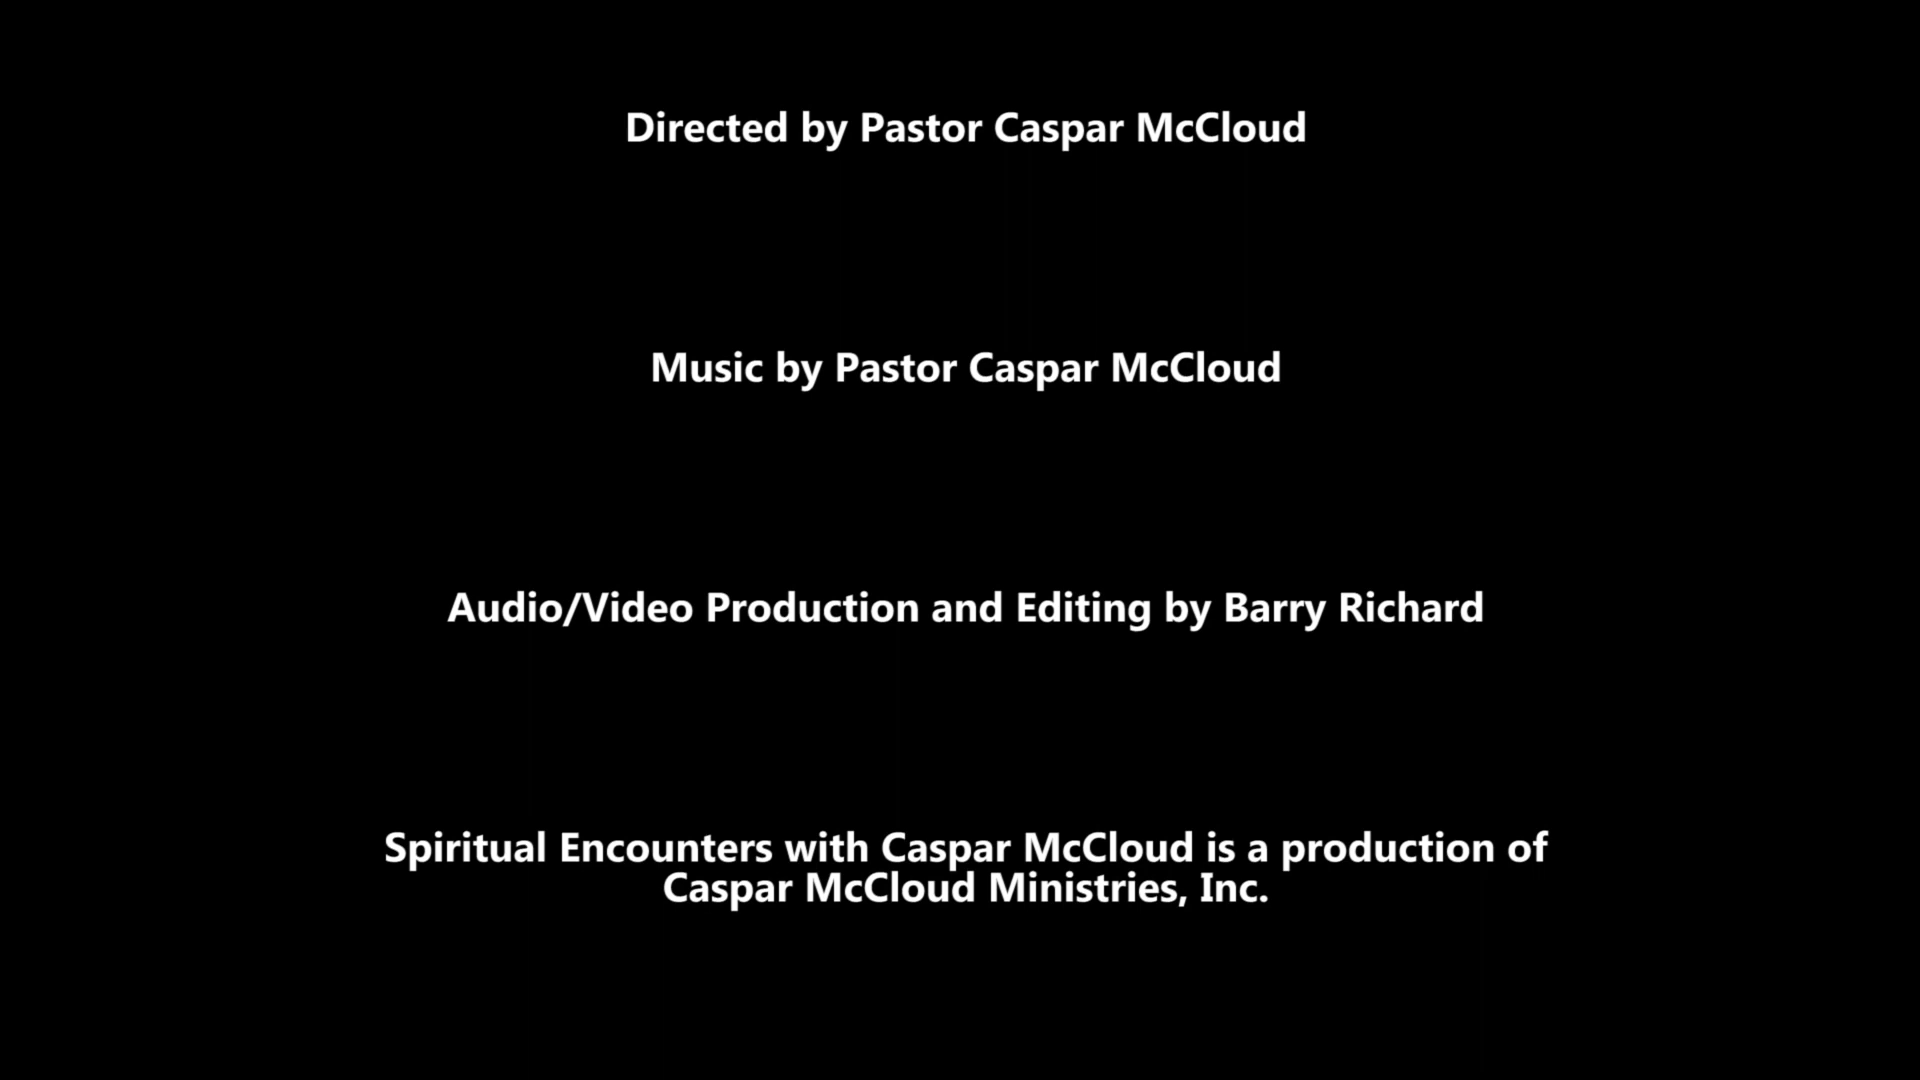 Directed by Pastor Caspar McCloud
Music by Pastor Caspar McCloud
Audio/Video Production and Editing by Barry Richard
Spiritual Encounters with Caspar McCloud is a production of
Caspar McCloud Ministries, Inc.